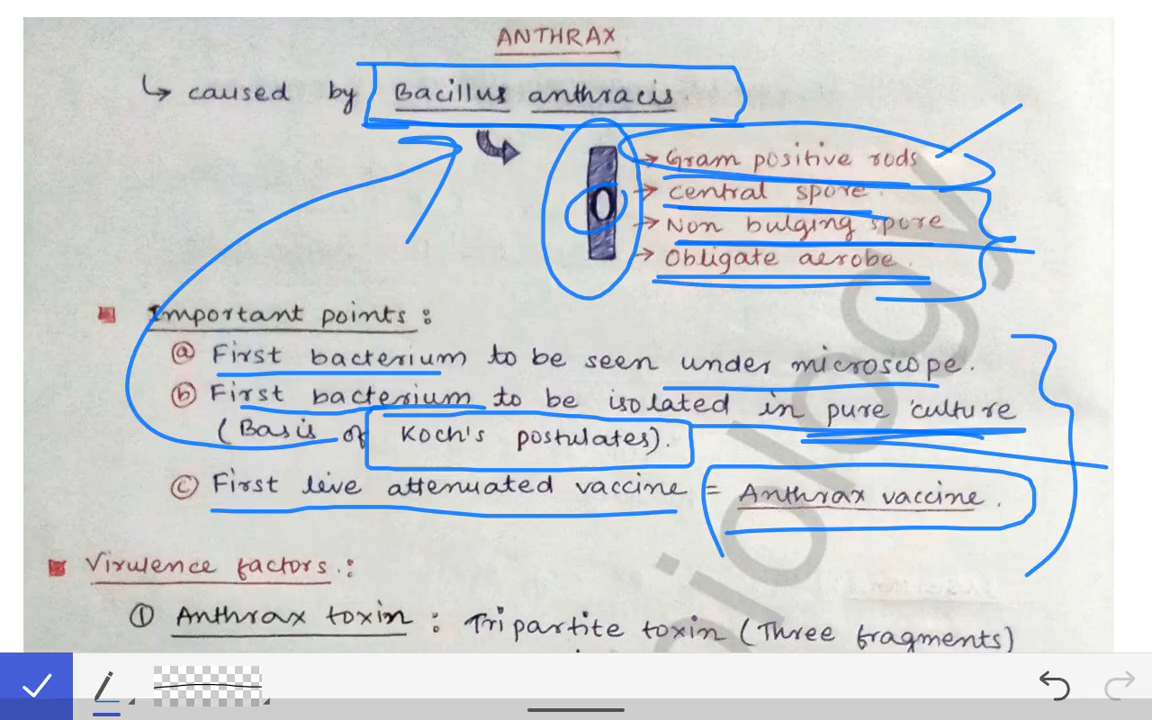 ANTHRAX
↳ caused by Bacillus anthracis.
→ Gram positive rods
→ central spore.
→ Non bulging spore
→ Obligate aerobe.
Important points :
ⓐ First bacterium to be seen under microscope.
ⓑ First bacterium to be isolated in pure culture
(Basis of Koch's postulates).
ⓒ First live attenuated vaccine = Anthrax vaccine.
Virulence factors.:
① Anthrax toxin : Tripartite toxin (Three fragments)